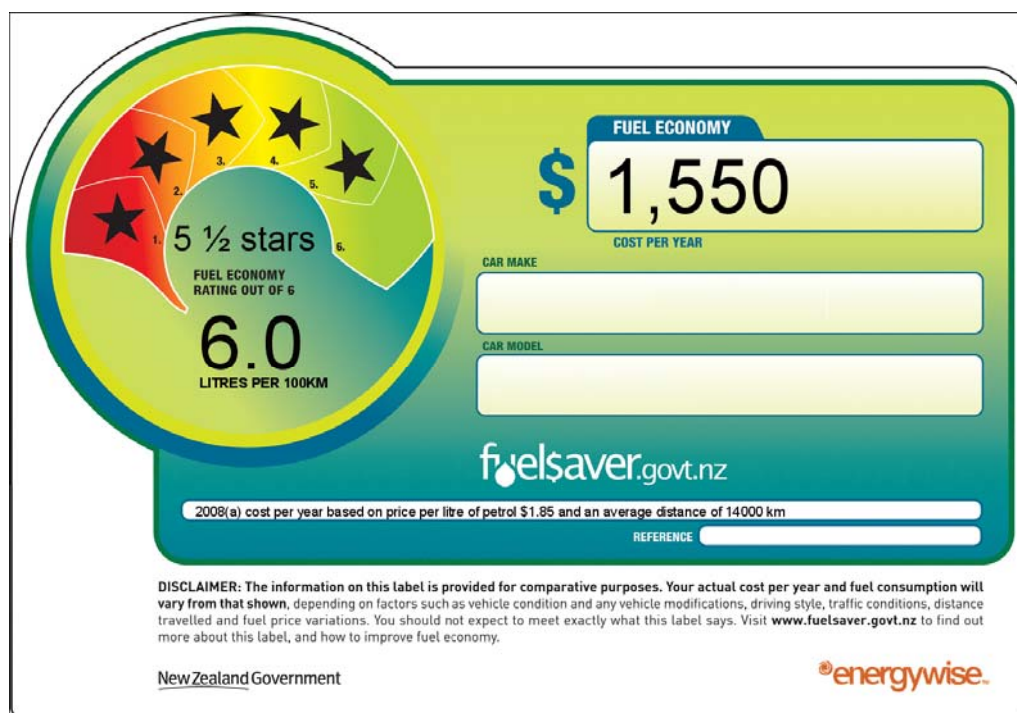 1.
2.
3.
4.
5.
6.
5 ½ stars
FUEL ECONOMY
RATING OUT OF 6
6.0
LITRES PER 100KM
FUEL ECONOMY
$ 1,550
COST PER YEAR
CAR MAKE
CAR MODEL
fuel$aver.govt.nz
2008(a) cost per year based on price per litre of petrol $1.85 and an average distance of 14000 km
REFERENCE
DISCLAIMER: The information on this label is provided for comparative purposes. Your actual cost per year and fuel consumption will
vary from that shown, depending on factors such as vehicle condition and any vehicle modifications, driving style, traffic conditions, distance
travelled and fuel price variations. You should not expect to meet exactly what this label says. Visit www.fuelsaver.govt.nz to find out
more about this label, and how to improve fuel economy.
New Zealand Government
energywise™